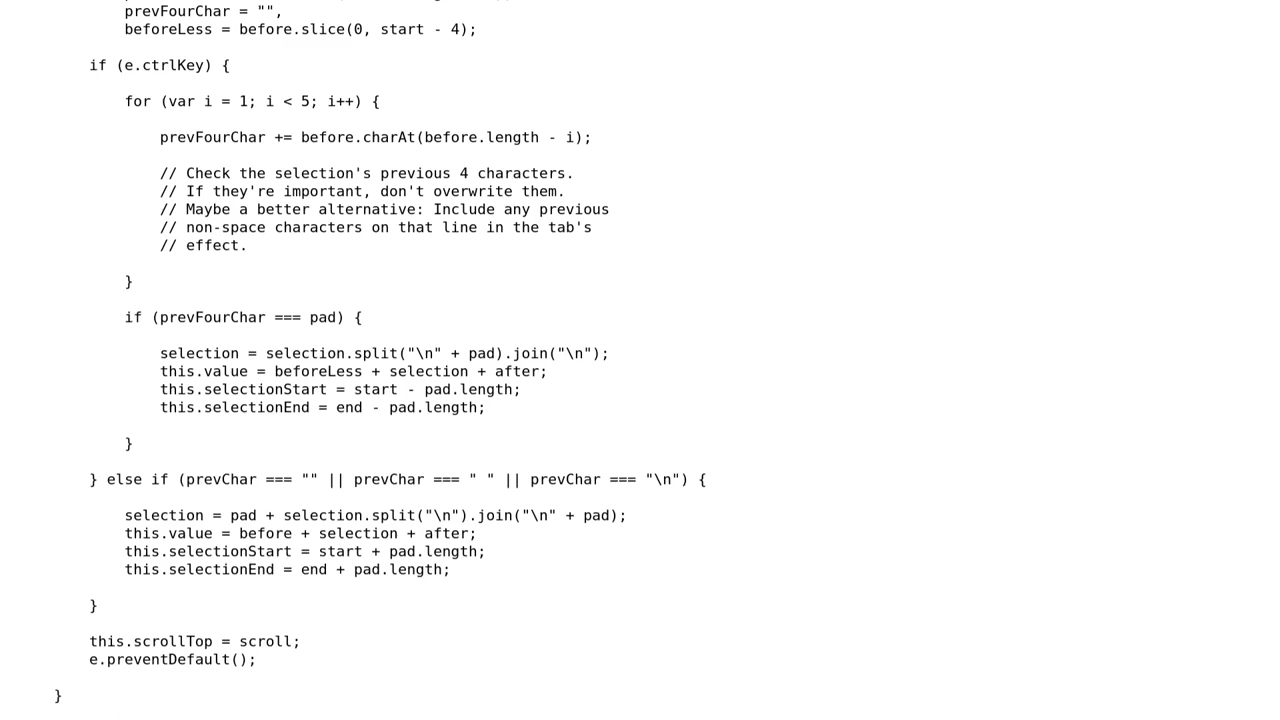 prevFourChar = "",
beforeLess = before.slice(0, start - 4);
if (e.ctrlKey) {
for (var i = 1; i < 5; i++) {
prevFourChar += before.charAt(before.length - i);
// Check the selection's previous 4 characters.
// If they're important, don't overwrite them.
// Maybe a better alternative: Include any previous
// non-space characters on that line in the tab's
// effect.
}
if (prevFourChar === pad) {
selection = selection.split("\n" + pad).join("\n");
this.value = beforeLess + selection + after;
this.selectionStart = start - pad.length;
this.selectionEnd = end - pad.length;
}
} else if (prevChar === "" || prevChar === " " || prevChar === "\n") {
selection = pad + selection.split("\n").join("\n" + pad);
this.value = before + selection + after;
this.selectionStart = start + pad.length;
this.selectionEnd = end + pad.length;
}
this.scrollTop = scroll;
e.preventDefault();
}